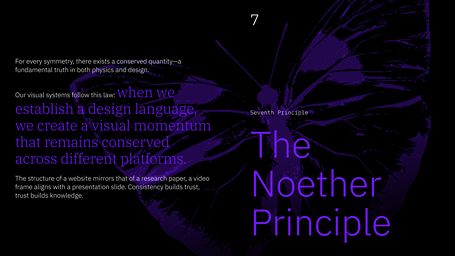 7
For every symmetry, there exists a conserved quantity—a
fundamental truth in both physics and design.
Our visual systems follow this law: when we
establish a design language,
we create a visual momentum
that remains conserved
across different platforms.
The structure of a website mirrors that of a research paper, a video
frame aligns with a presentation slide. Consistency builds trust,
trust builds knowledge.
Seventh Principle
The
Noether
Principle